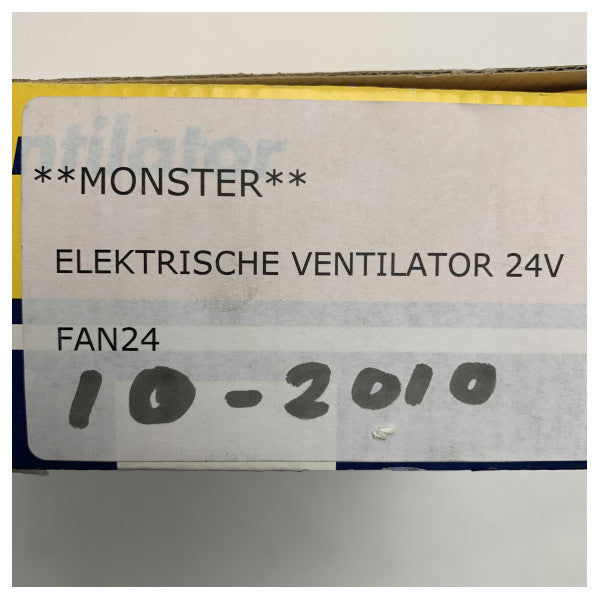 ntilator
**MONSTER**
ELEKTRISCHE VENTILATOR 24V
FAN24
10-2010